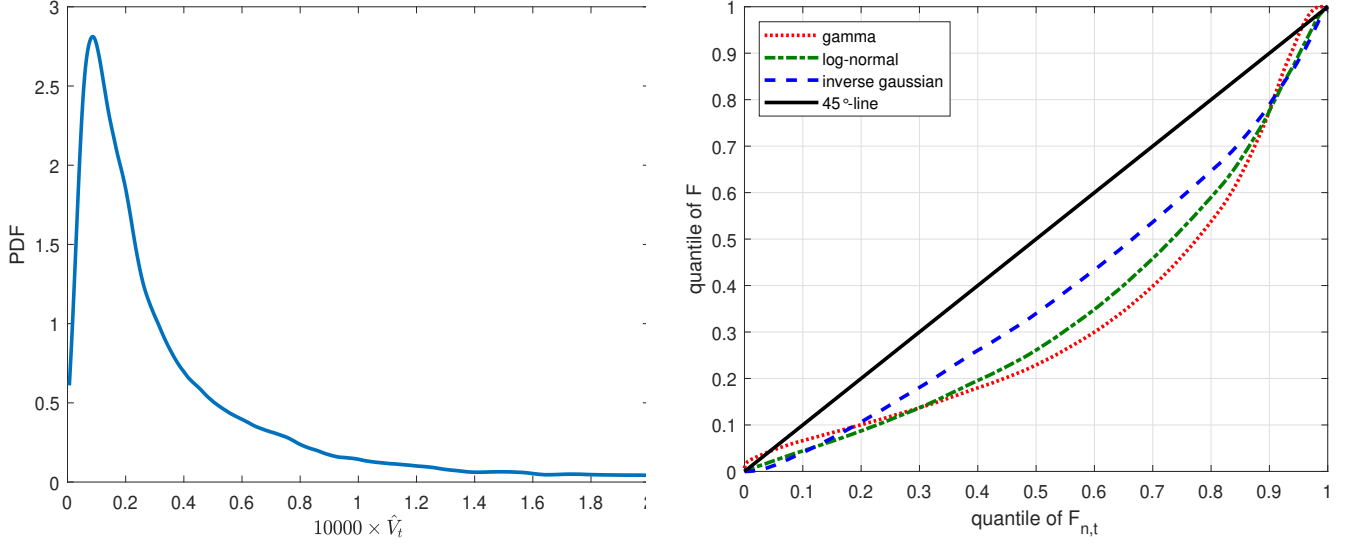 3
2.5
2
1.5
1
0.5
0
PDF
0 0.2 0.4 0.6 0.8 1 1.2 1.4 1.6 1.8 2
10000 × V̂ₜ
gamma
log-normal
inverse gaussian
45º-line
1
0.9
0.8
0.7
0.6
0.5
0.4
0.3
0.2
0.1
0
quantile of F
0 0.1 0.2 0.3 0.4 0.5 0.6 0.7 0.8 0.9 1
quantile of Fn,t